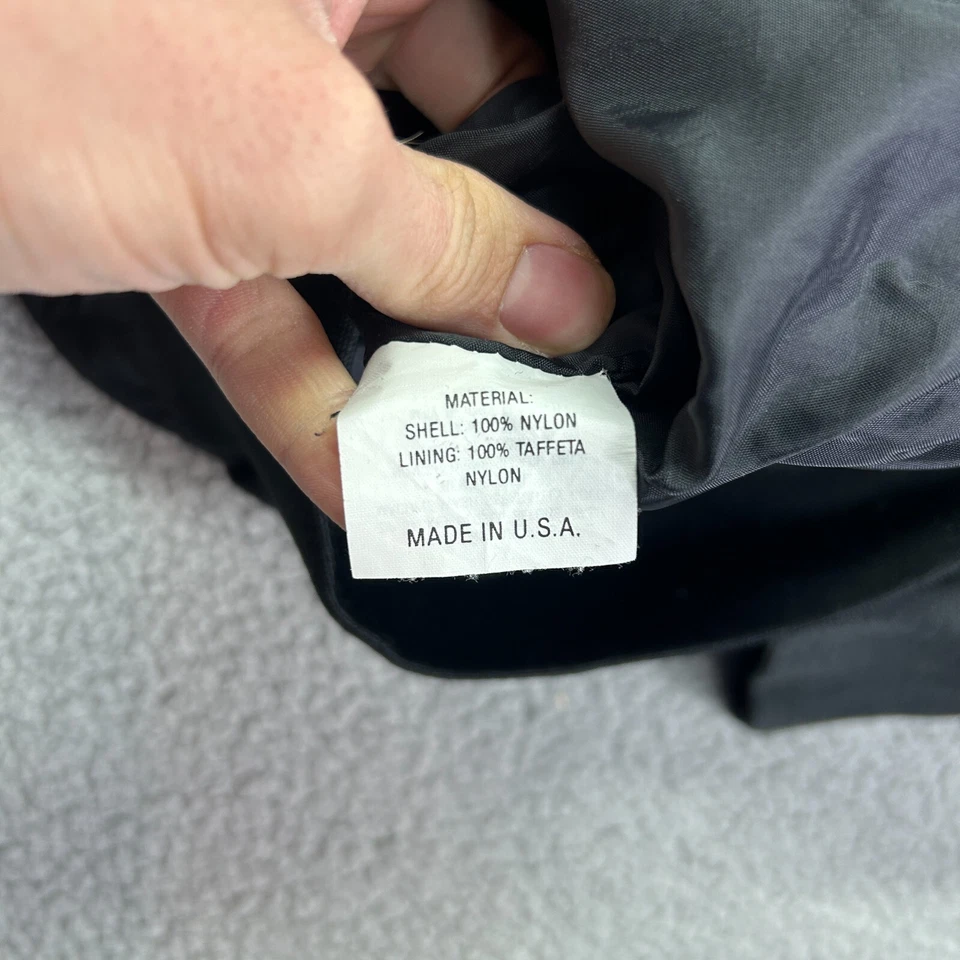 MATERIAL:
SHELL: 100% NYLON
LINING: 100% TAFFETA
NYLON
MADE IN U.S.A.